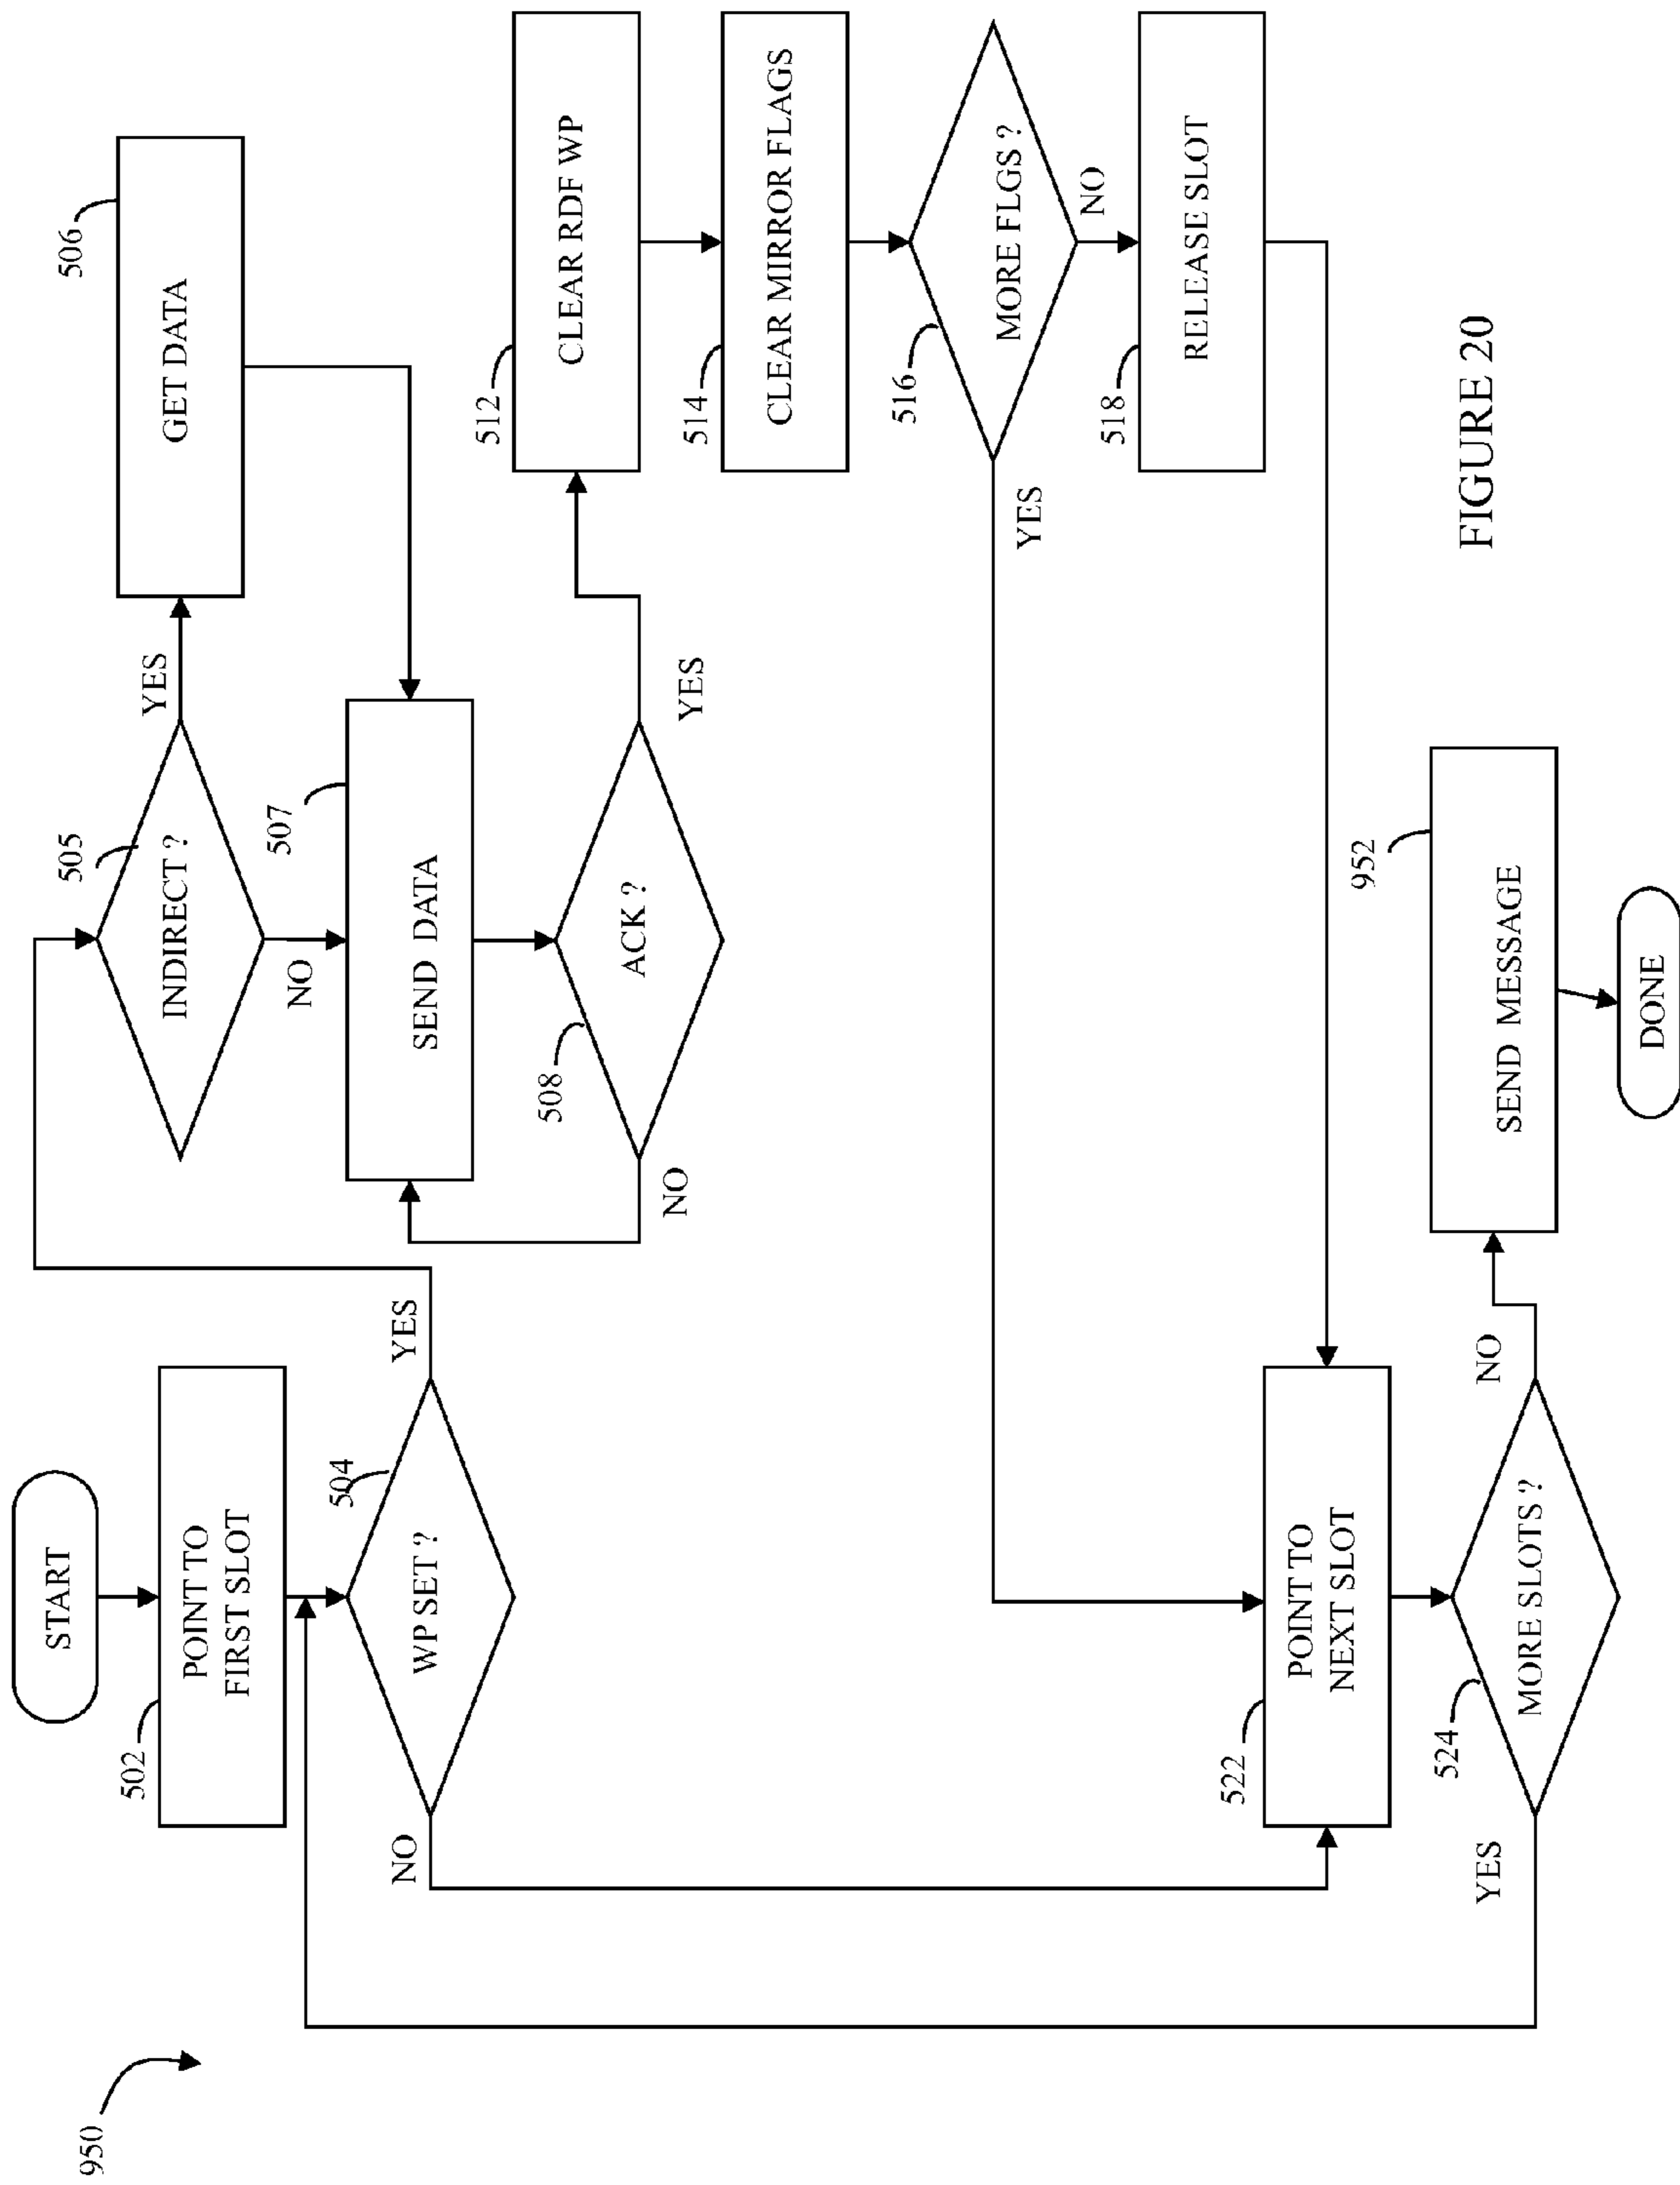 950
START
502
POINT TO
FIRST SLOT
504
WP SET ?
YES
NO
505
INDIRECT ?
YES
NO
506
GET DATA
507
SEND DATA
508
ACK ?
YES
NO
512
CLEAR RDF WP
514
CLEAR MIRROR FLAGS
516
MORE FLGS ?
YES
NO
518
RELEASE SLOT
522
POINT TO
NEXT SLOT
524
MORE SLOTS ?
YES
NO
952
SEND MESSAGE
DONE
FIGURE 20